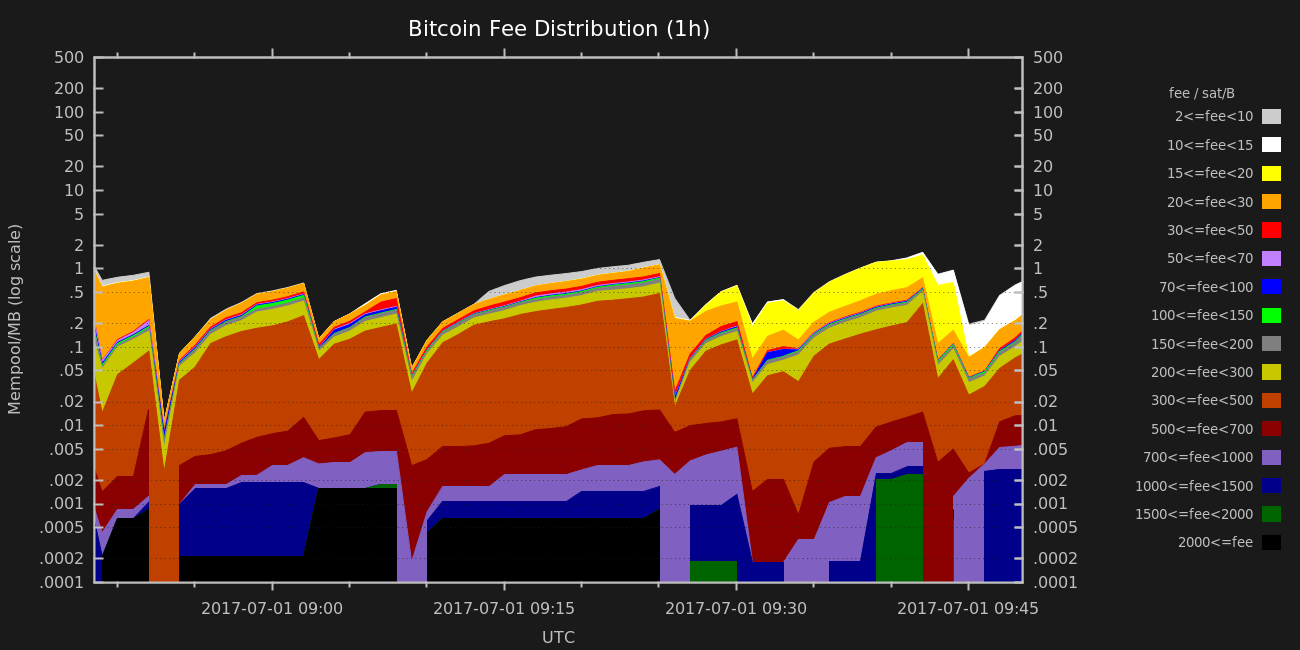 Bitcoin Fee Distribution (1h)
500 500
200 200
100 100
50 50
20 20
10 10
5 5
2 2
1 1
.5 .5
.2 .2
.1 .1
.05 .05
.02 .02
.01 .01
.005 .005
.002 .002
.001 .001
.0005 .0005
.0002 .0002
.0001 .0001
Mempool/MB (log scale)
2017-07-01 09:00 2017-07-01 09:15 2017-07-01 09:30 2017-07-01 09:45
UTC
fee / sat/B
2<=fee<10
10<=fee<15
15<=fee<20
20<=fee<30
30<=fee<50
50<=fee<70
70<=fee<100
100<=fee<150
150<=fee<200
200<=fee<300
300<=fee<500
500<=fee<700
700<=fee<1000
1000<=fee<1500
1500<=fee<2000
2000<=fee